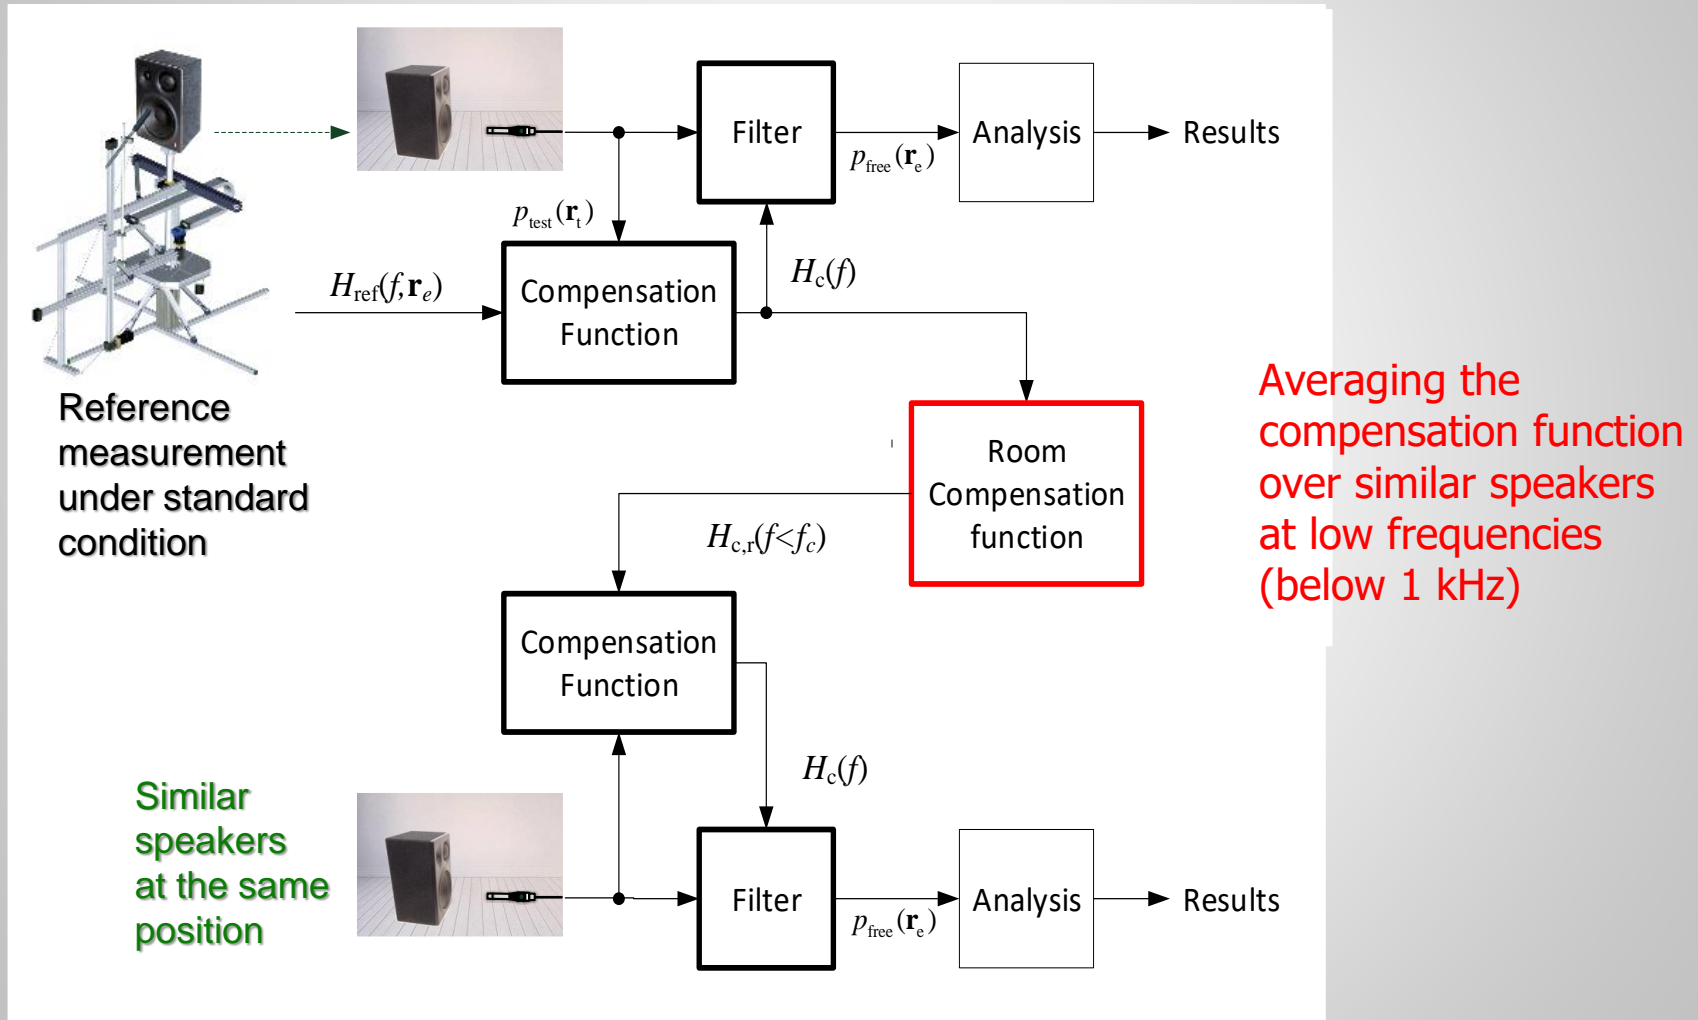 Filter
Analysis
Results
p_free(r_e)
p_test(r_t)
H_ref(f,r_e)
Compensation
Function
H_c(f)
Reference
measurement
under standard
condition
Room
Compensation
function
Averaging the
compensation function
over similar speakers
at low frequencies
(below 1 kHz)
H_c,r(f<f_c)
Compensation
Function
H_c(f)
Similar
speakers
at the same
position
Filter
p_free(r_e)
Analysis
Results